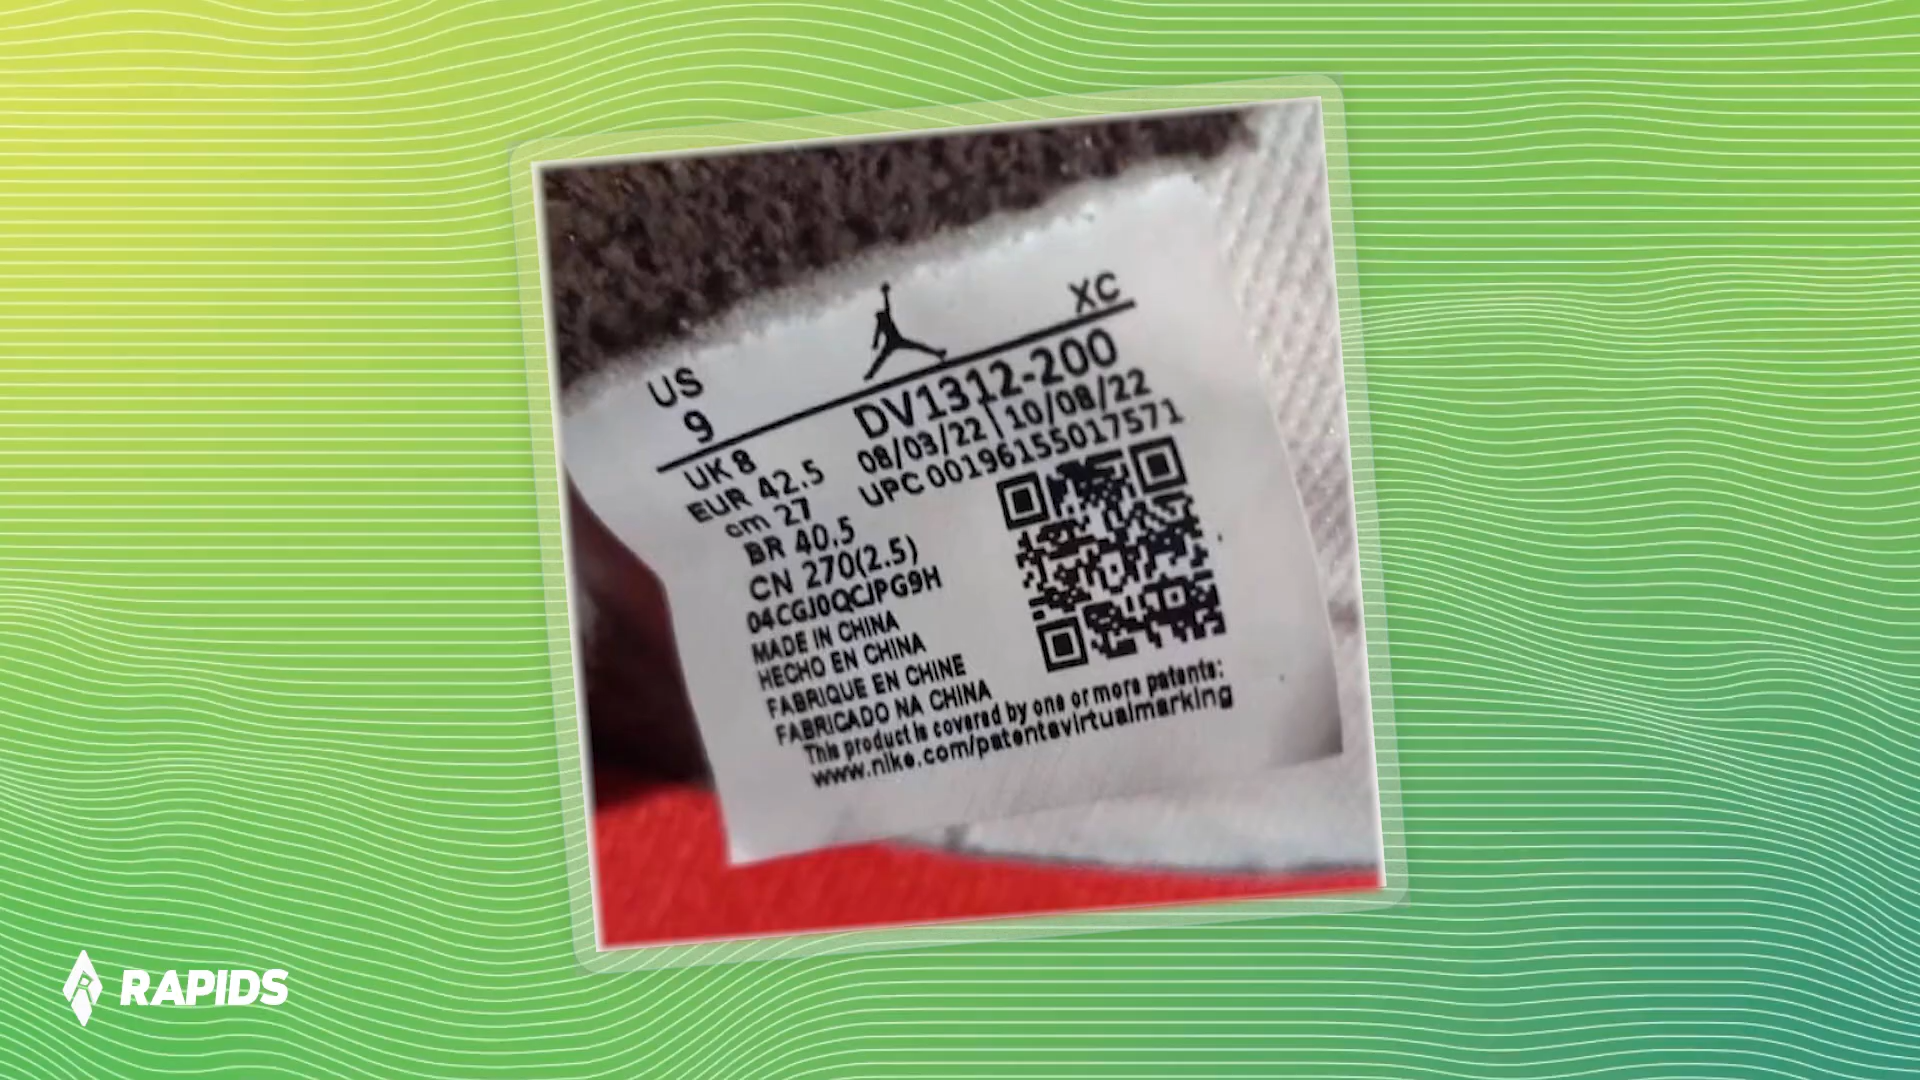 US
XC
9
DV1312-200
08/03/22 | 10/08/22
UPC 00196155017571
UK 8
EUR 42.5
cm 27
BR 40.5
CN 270(2.5)
04CGJ0QCJPG9H
MADE IN CHINA
HECHO EN CHINA
FABRIQUE EN CHINE
FABRICADO NA CHINA
This product is covered by one or more patents:
www.nike.com/patentsvirtualmarking
RAPIDS